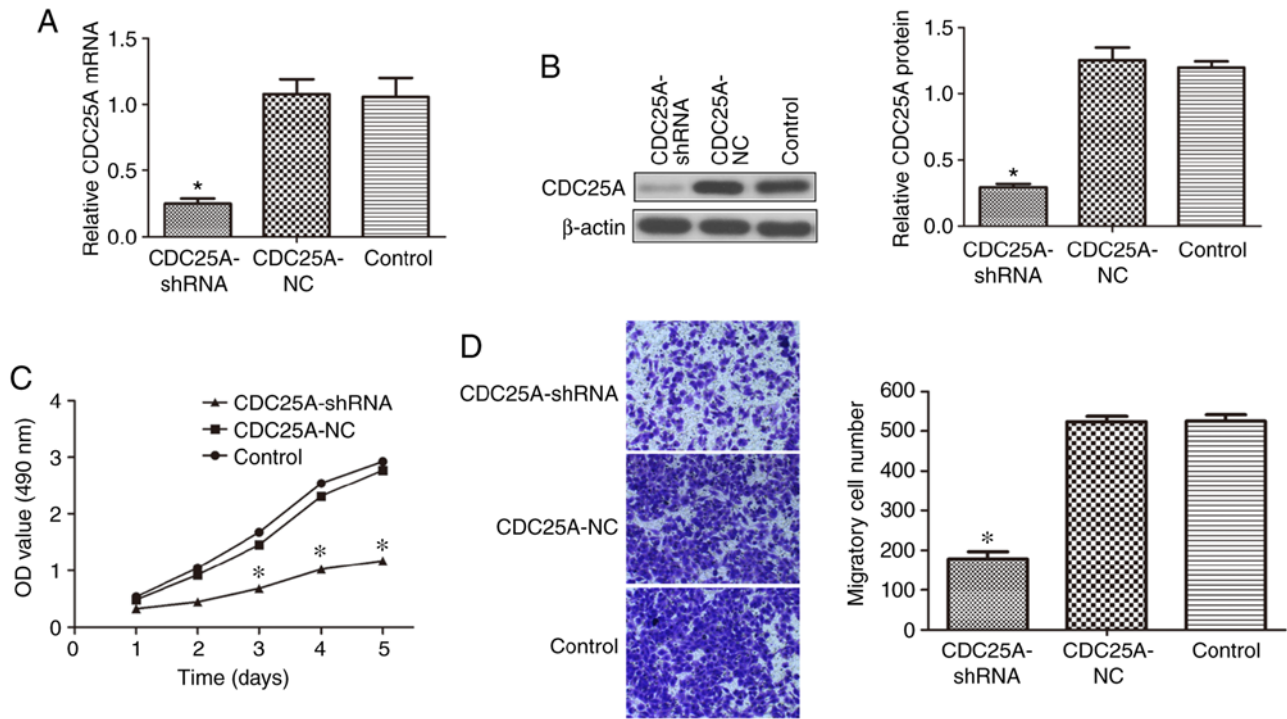 A
Relative CDC25A mRNA
1.5
1.0
0.5
0.0
*
CDC25A-
shRNA
CDC25A-
NC
Control
B
CDC25A-
shRNA
CDC25A-
NC
Control
CDC25A
β-actin
Relative CDC25A protein
1.5
1.0
0.5
0.0
*
CDC25A-
shRNA
CDC25A-
NC
Control
C
OD value (490 nm)
4
3
2
1
0
CDC25A-shRNA
CDC25A-NC
Control
*
*
*
0 1 2 3 4 5
Time (days)
D
CDC25A-shRNA
CDC25A-NC
Control
Migratory cell number
600
500
400
300
200
100
0
*
CDC25A-
shRNA
CDC25A-
NC
Control